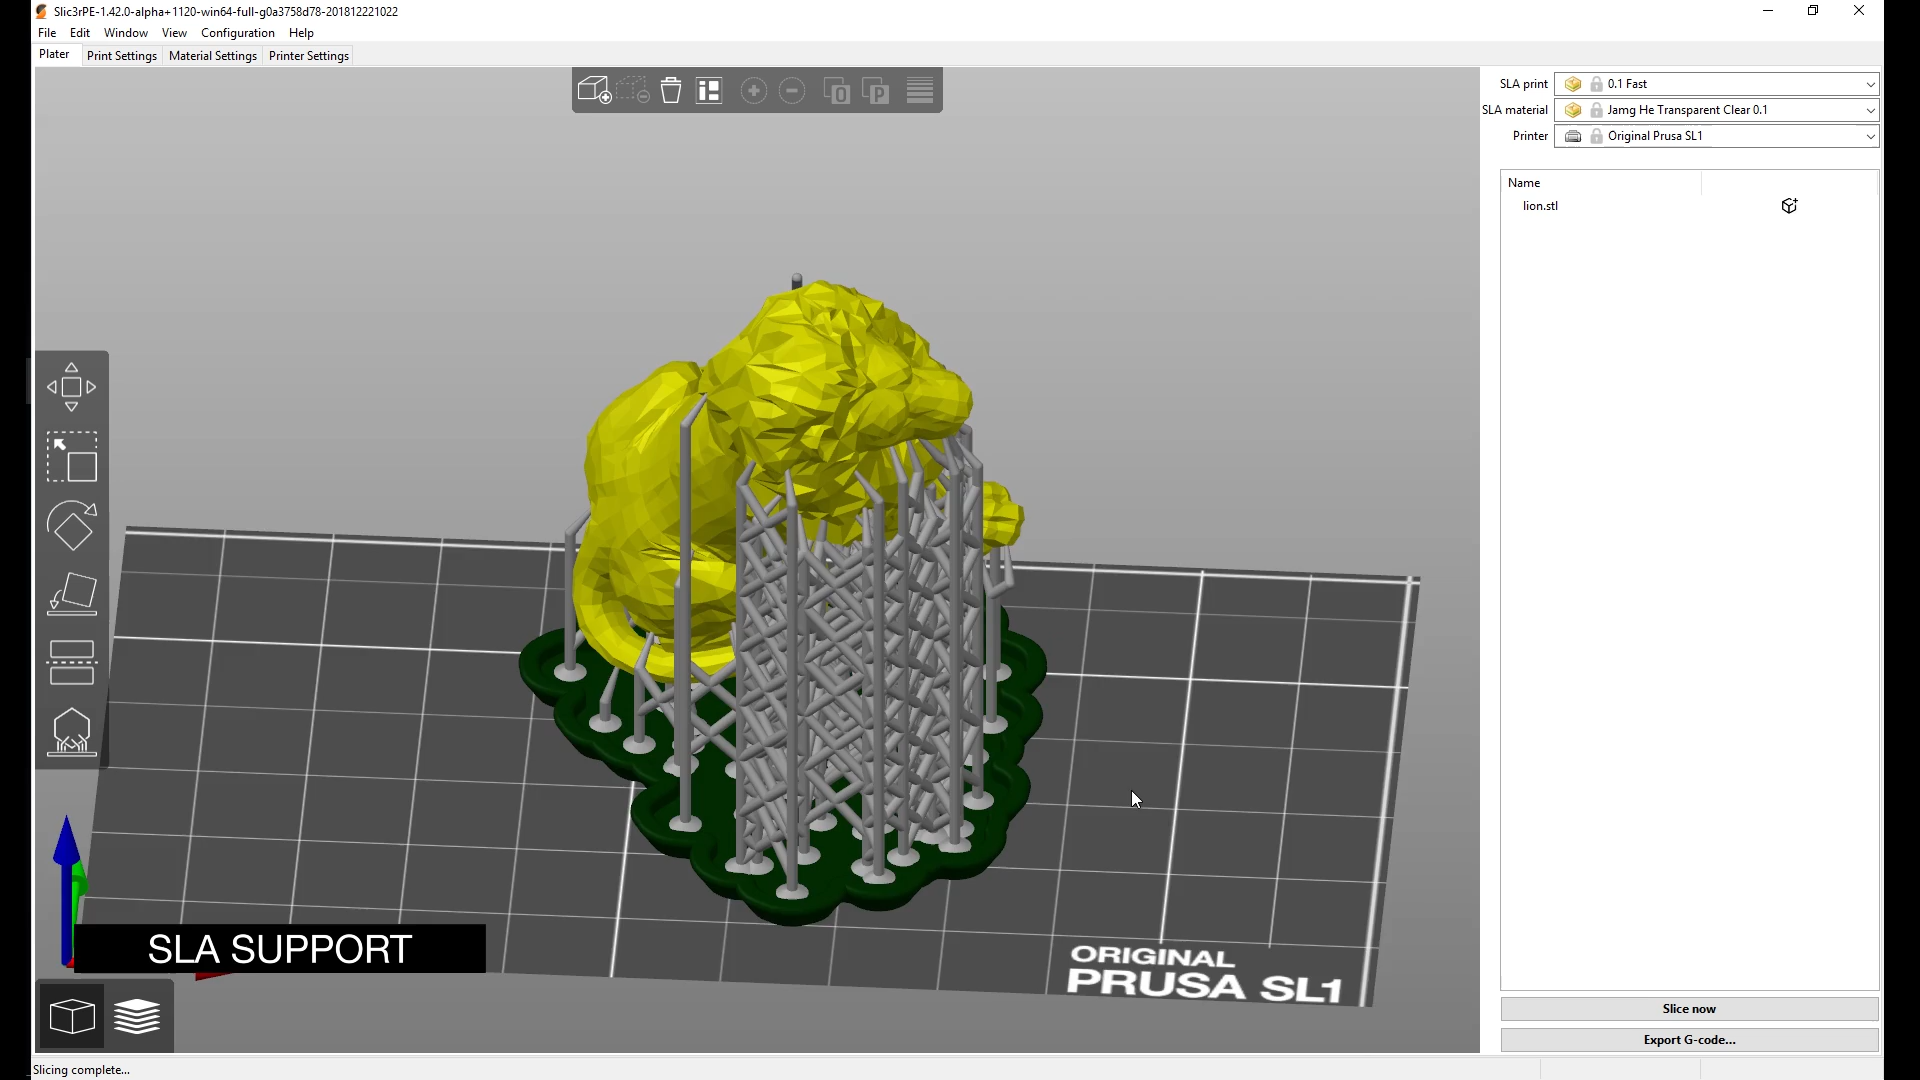 Slic3rPE-1.42.0-alpha+1120-win64-full-g0a3758d78-201812221022
File Edit Window View Configuration Help
Plater Print Settings Material Settings Printer Settings
SLA print 0.1 Fast
SLA material Jamg He Transparent Clear 0.1
Printer Original Prusa SL1
Name
lion.stl
SLA SUPPORT
ORIGINAL
PRUSA SL1
Slice now
Export G-code...
Slicing complete...